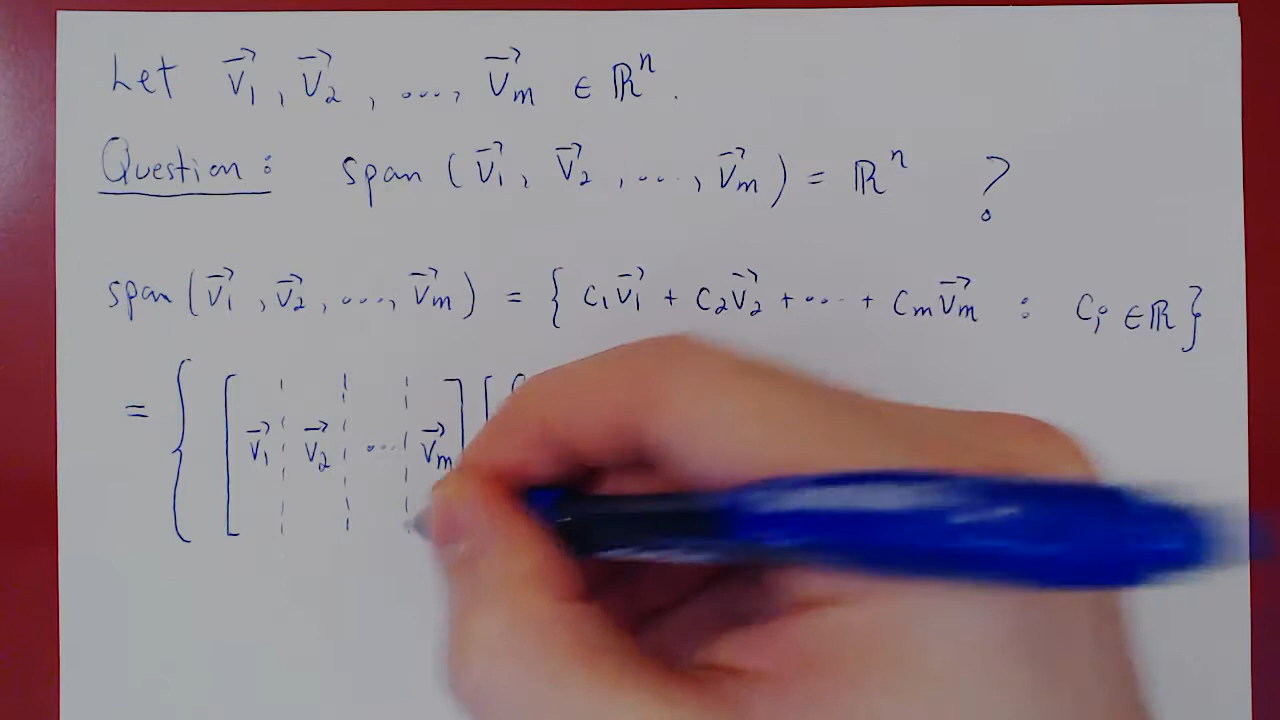 Let v⃗₁, v⃗₂, ..., v⃗ₘ ∈ ℝⁿ.
Question: span (v⃗₁, v⃗₂, ..., v⃗ₘ) = ℝⁿ ?
span (v⃗₁, v⃗₂, ..., v⃗ₘ) = { c₁v⃗₁ + c₂v⃗₂ + ... + cₘv⃗ₘ : cᵢ ∈ ℝ }
= { [ v⃗₁ ¦ v⃗₂ ¦ ... ¦ v⃗ₘ ] [